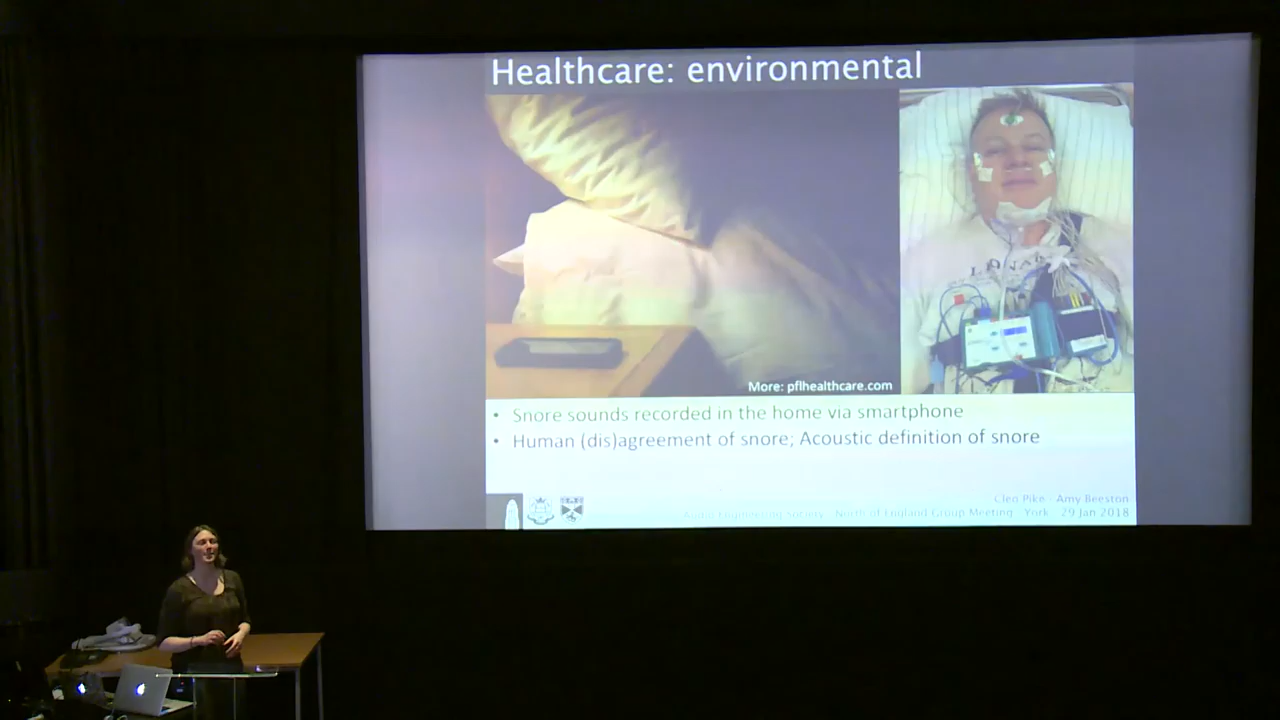 Healthcare: environmental
More: pflhealthcare.com
• Snore sounds recorded in the home via smartphone
• Human (dis)agreement of snore; Acoustic definition of snore
Cleo Pike - Amy Beeston
Audio Engineering Society - North of England Group Meeting - York - 29 Jan 2018